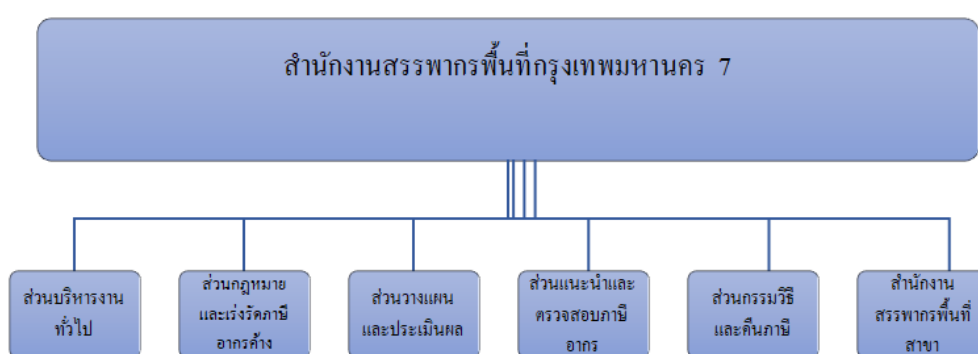 สำนักงานสรรพากรพื้นที่กรุงเทพมหานคร 7
ส่วนบริหารงาน
ทั่วไป
ส่วนกฎหมาย
และเร่งรัดภาษี
อากรค้าง
ส่วนวางแผน
และประเมินผล
ส่วนแนะนำและ
ตรวจสอบภาษี
อากร
ส่วนกรรมวิธี
และคืนภาษี
สำนักงาน
สรรพากรพื้นที่
สาขา